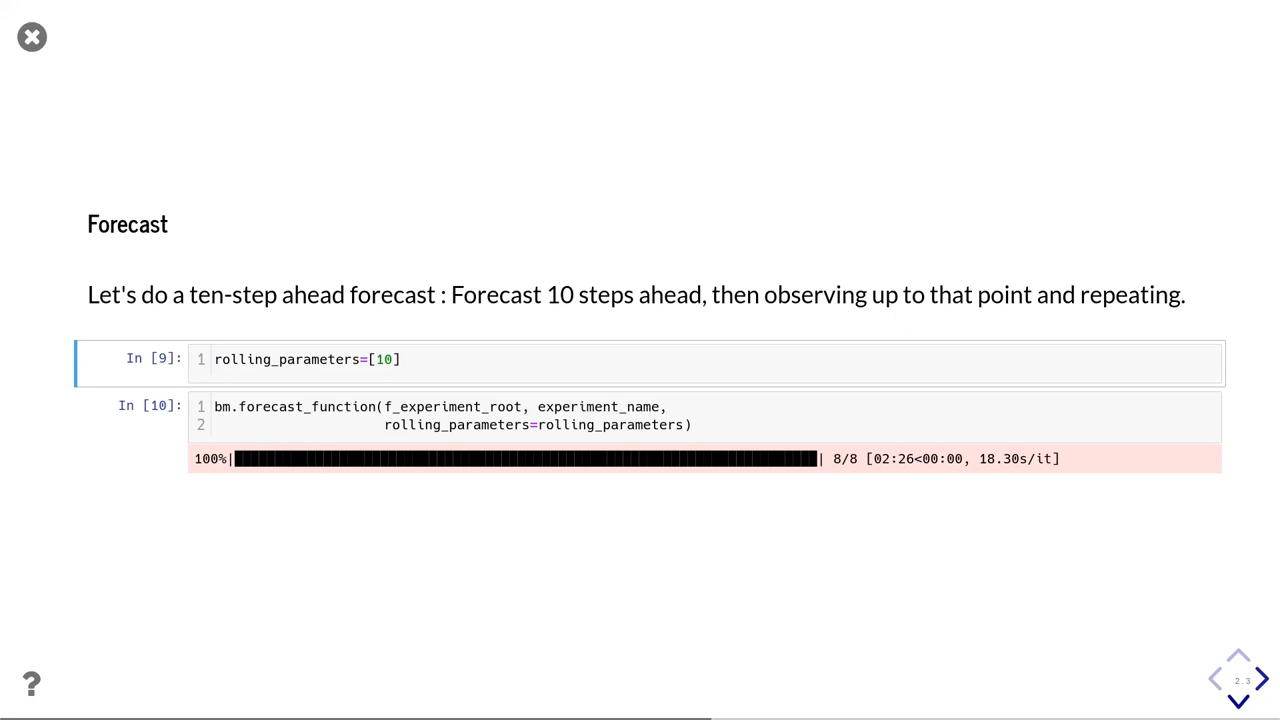 Forecast
Let's do a ten-step ahead forecast : Forecast 10 steps ahead, then observing up to that point and repeating.
In [9]: 1 rolling_parameters=[10]
In [10]: 1 bm.forecast_function(f_experiment_root, experiment_name,
2 rolling_parameters=rolling_parameters)
100%|██████████| 8/8 [02:26<00:00, 18.30s/it]
?
2.3